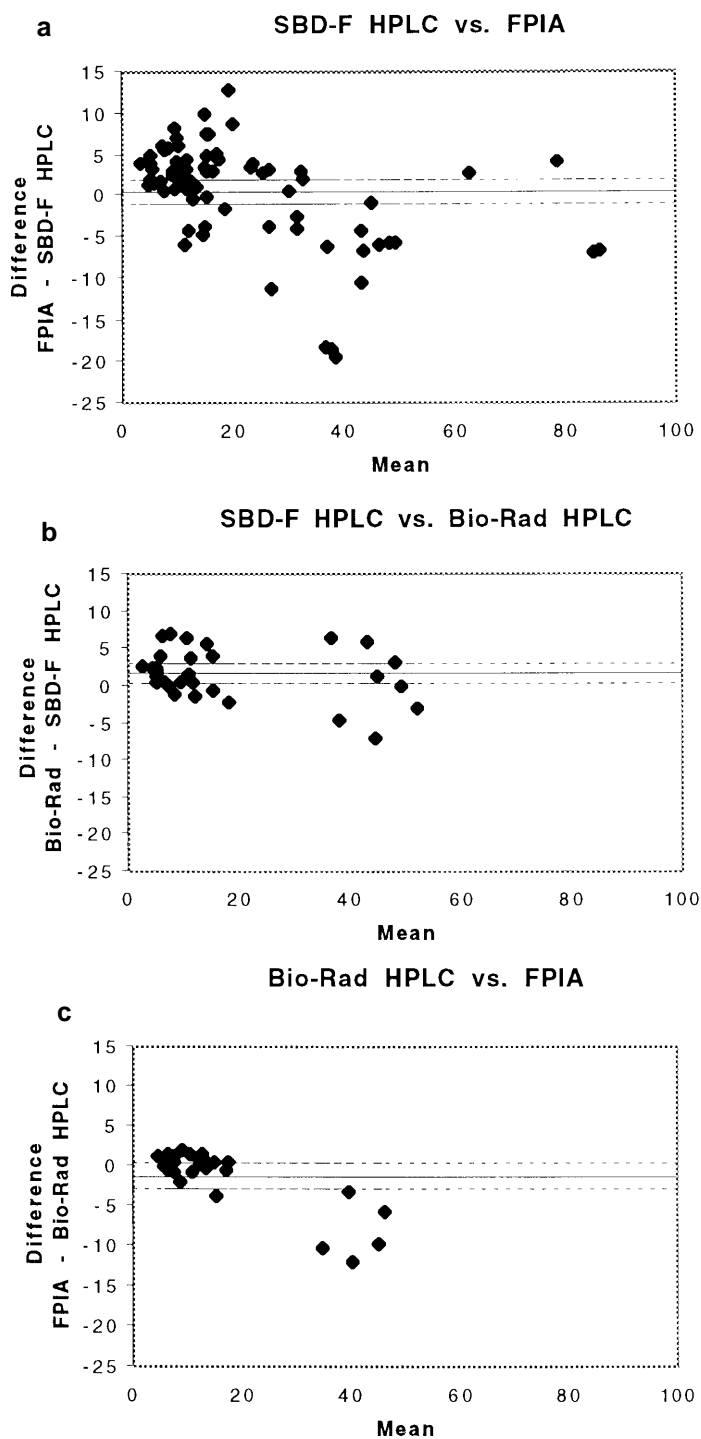 a
SBD-F HPLC vs. FPIA
15
10
5
0
-5
-10
-15
-20
-25
Difference
FPIA - SBD-F HPLC
0 20 40 60 80 100
Mean
b
SBD-F HPLC vs. Bio-Rad HPLC
15
10
5
0
-5
-10
-15
-20
-25
Difference
Bio-Rad - SBD-F HPLC
0 20 40 60 80 100
Mean
Bio-Rad HPLC vs. FPIA
c
15
10
5
0
-5
-10
-15
-20
-25
Difference
FPIA - Bio-Rad HPLC
0 20 40 60 80 100
Mean